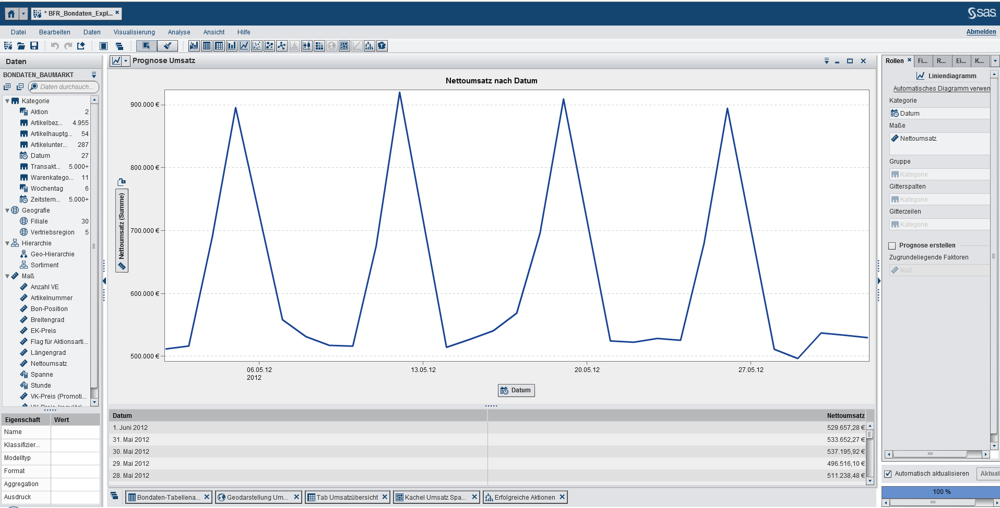 * BFR_Bondaten_Expl...
sas
Datei Bearbeiten Daten Visualisierung Analyse Ansicht Hilfe
Abmelden
Daten
BONDATEN_BAUMARKT
Daten durchsuch...
Kategorie
Aktion 2
Artikelbez... 4.955
Artikelhauptg... 54
Artikelunter... 287
Datum 27
Transakt... 5.000+
Warenkatego... 11
Wochentag 6
Zeitstem... 5.000+
Geografie
Filiale 30
Vertriebsregion 5
Hierarchie
Geo-Hierarchie
Sortiment
Maß
Anzahl VE
Artikelnummer
Bon-Position
Breitengrad
EK-Preis
Flag für Aktionsarti...
Längengrad
Nettoumsatz
Spanne
Stunde
VK-Preis (Promoti...
Eigenschaft Wert
Name
Klassifizier...
Modelltyp
Format
Aggregation
Ausdruck
Prognose Umsatz
Nettoumsatz nach Datum
900.000 €
800.000 €
700.000 €
600.000 €
500.000 €
Nettoumsatz (Summe)
06.05.12 13.05.12 20.05.12 27.05.12
2012
Datum
Datum Nettoumsatz
1. Juni 2012 529.657,28 €
31. Mai 2012 533.652,27 €
30. Mai 2012 537.195,92 €
29. Mai 2012 496.516,10 €
28. Mai 2012 511.238,48 €
Bondaten-Tabellena... Geodarstellung Um... Tab Umsatzübersicht Kachel Umsatz Spa... Erfolgreiche Aktionen
Rollen Fi... R... Ei... K...
Liniendiagramm
Automatisches Diagramm verwen
Kategorie
Datum
Maße
Nettoumsatz
Gruppe
Kategorie
Gitterspalten
Kategorie
Gitterzeilen
Kategorie
Prognose erstellen
Zugrundeliegende Faktoren
Maß
Automatisch aktualisieren Aktual
100 %